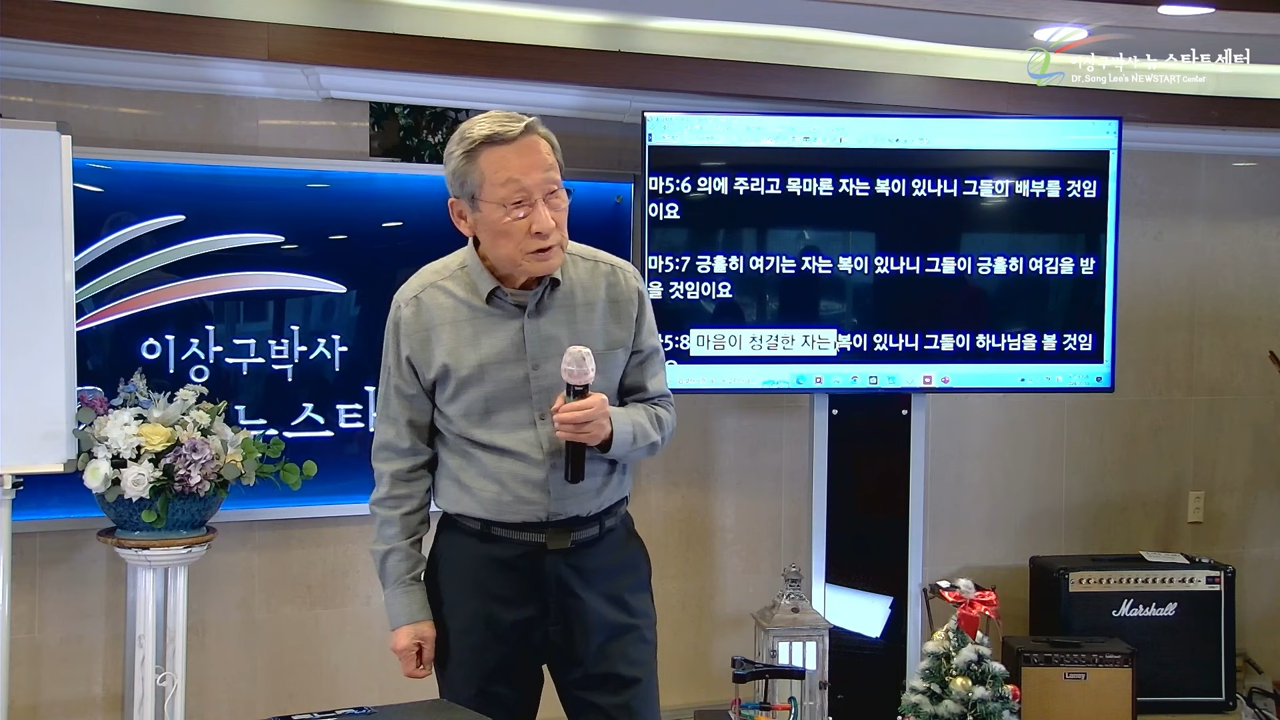 이상구박사 뉴스타트센터
Dr. Sang Lee's NEWSTART Center
마5:6 의에 주리고 목마른 자는 복이 있나니 그들이 배부를 것임
이요
마5:7 긍휼히 여기는 자는 복이 있나니 그들이 긍휼히 여김을 받
을 것임이요
마5:8 마음이 청결한 자는 복이 있나니 그들이 하나님을 볼 것임
이상구박사
뉴스타
Marshall
Laney